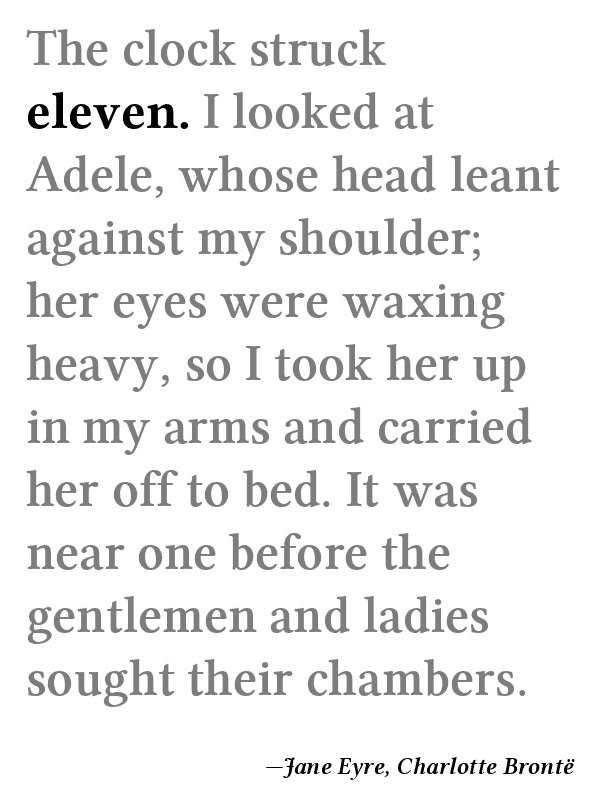 The clock struck
eleven. I looked at
Adele, whose head leant
against my shoulder;
her eyes were waxing
heavy, so I took her up
in my arms and carried
her off to bed. It was
near one before the
gentlemen and ladies
sought their chambers.
—Jane Eyre, Charlotte Brontë